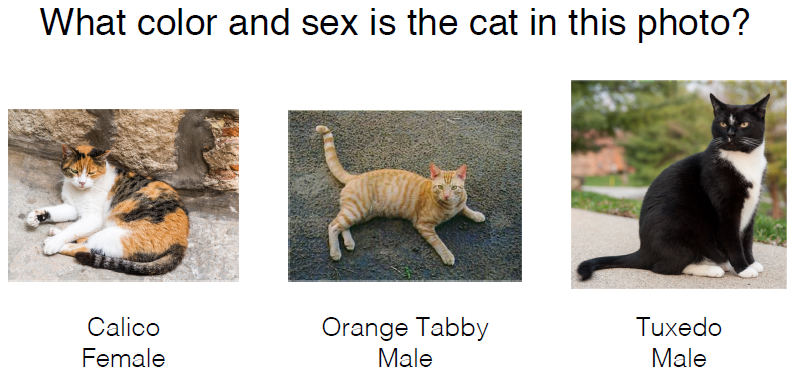 What color and sex is the cat in this photo?
Calico
Female
Orange Tabby
Male
Tuxedo
Male